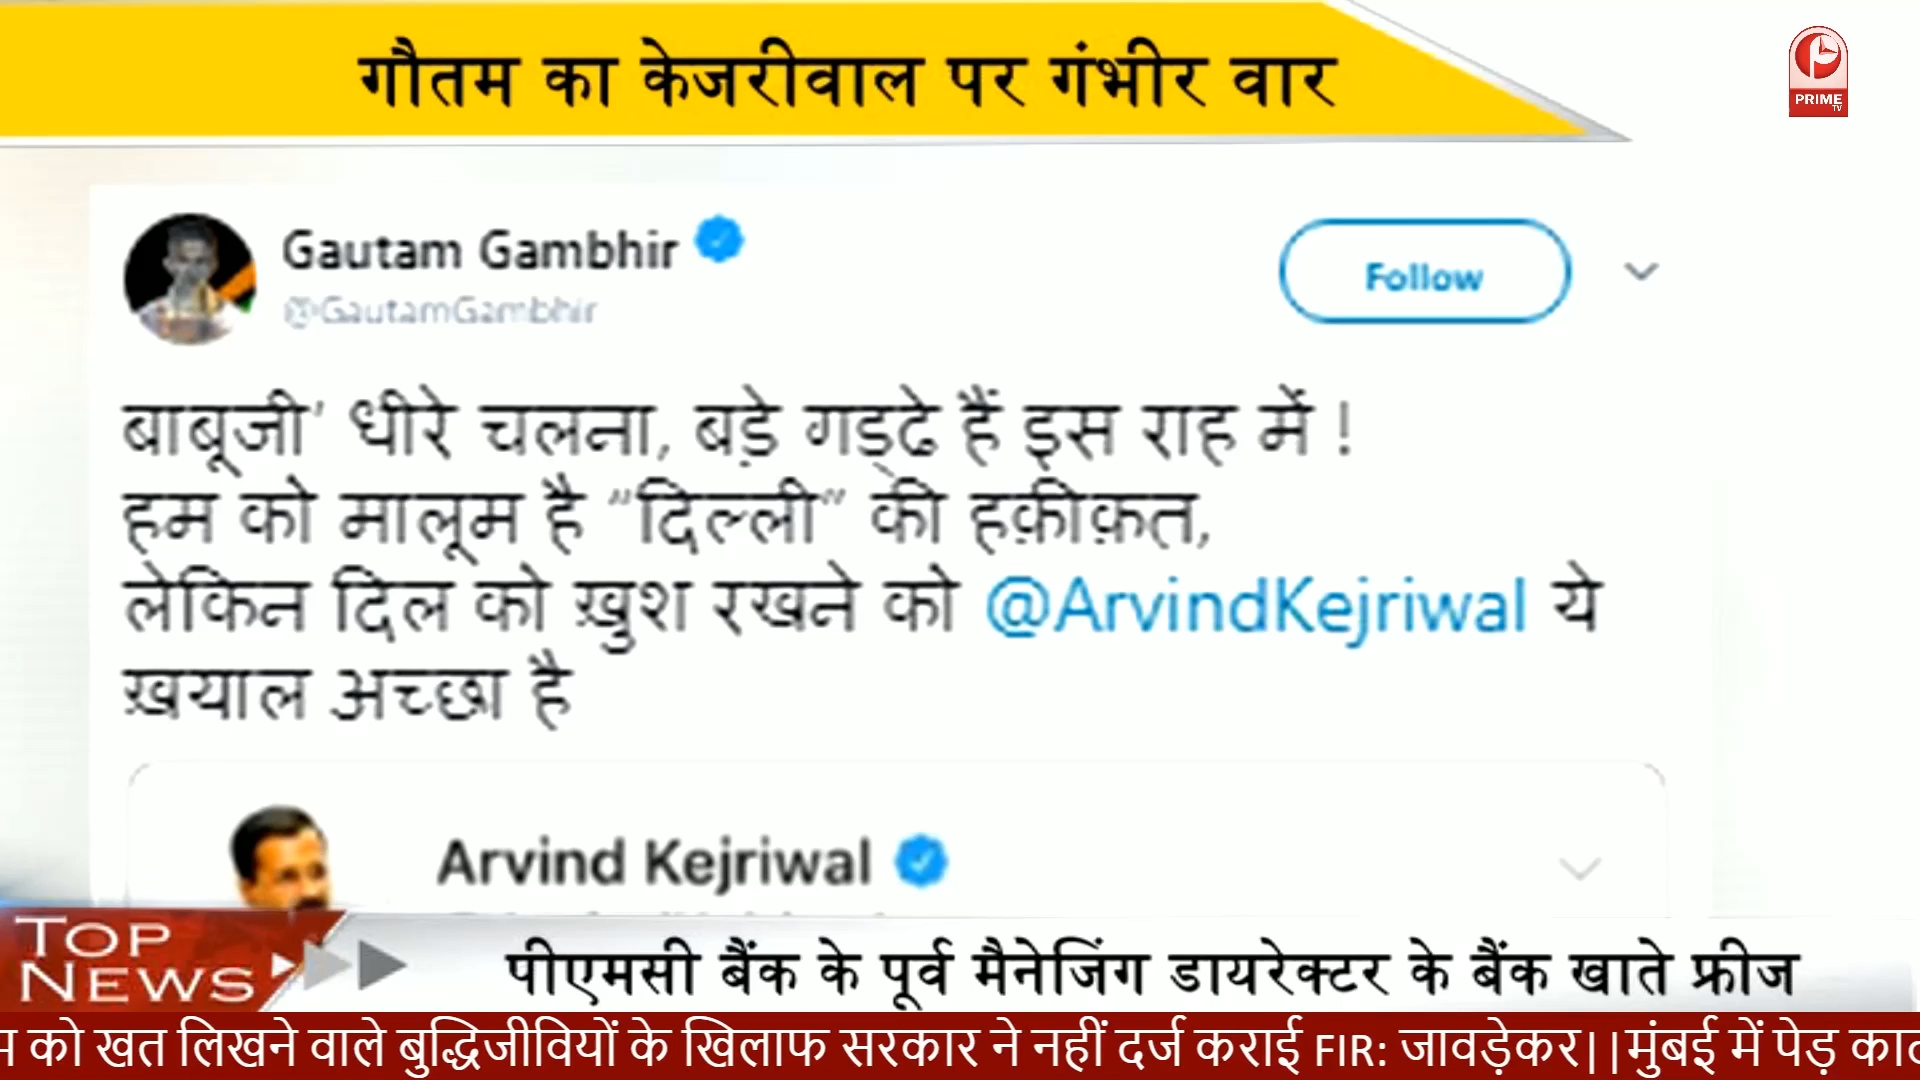 गौतम का केजरीवाल पर गंभीर वार
PRIME
TV
Gautam Gambhir
@GautamGambhir
Follow
बाबूजी’ धीरे चलना, बड़े गड्ढे हैं इस राह में !
हम को मालूम है “दिल्ली” की हक़ीक़त,
लेकिन दिल को ख़ुश रखने को @ArvindKejriwal ये
ख़याल अच्छा है
Arvind Kejriwal
TOP
NEWS
पीएमसी बैंक के पूर्व मैनेजिंग डायरेक्टर के बैंक खाते फ्रीज
को खत लिखने वाले बुद्धिजीवियों के खिलाफ सरकार ने नहीं दर्ज कराई FIR: जावड़ेकर||मुंबई में पेड़